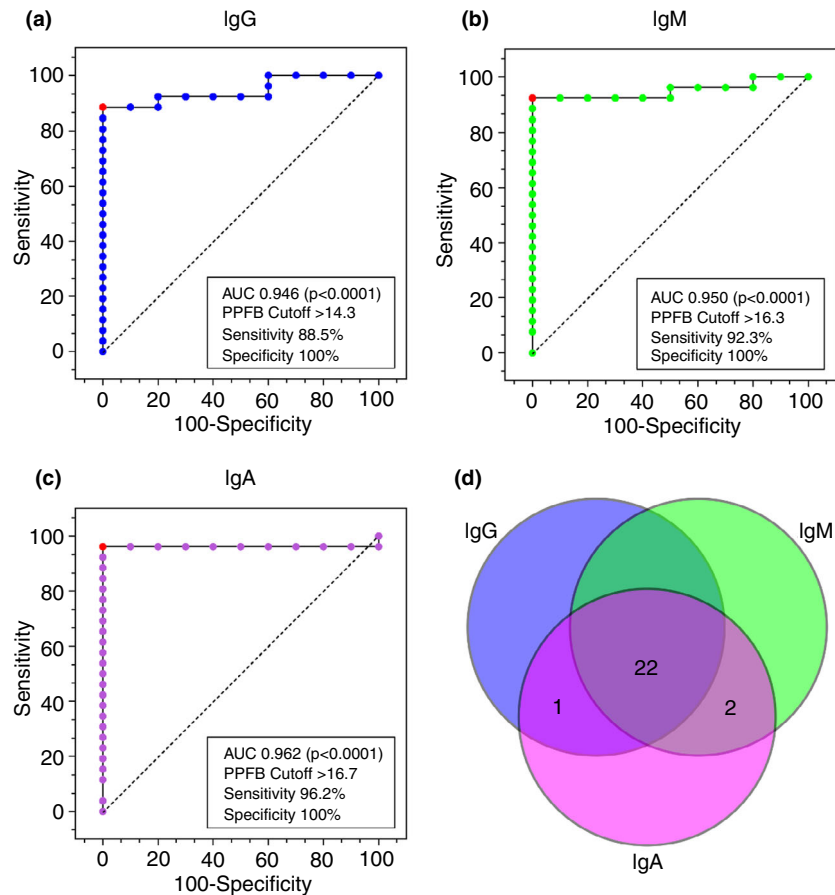 (a)
IgG
100
80
60
40
20
0
Sensitivity
AUC 0.946 (p<0.0001)
PPFB Cutoff >14.3
Sensitivity 88.5%
Specificity 100%
0 20 40 60 80 100
100-Specificity
(b)
IgM
100
80
60
40
20
0
Sensitivity
AUC 0.950 (p<0.0001)
PPFB Cutoff >16.3
Sensitivity 92.3%
Specificity 100%
0 20 40 60 80 100
100-Specificity
(c)
IgA
100
80
60
40
20
0
Sensitivity
AUC 0.962 (p<0.0001)
PPFB Cutoff >16.7
Sensitivity 96.2%
Specificity 100%
0 20 40 60 80 100
100-Specificity
(d)
IgG
IgM
22
1
2
IgA